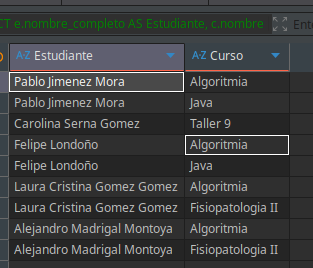 CT e.nombre_completo AS Estudiante, c.nombre Ent
A-Z Estudiante A-Z Curso
Pablo Jimenez Mora Algoritmia
Pablo Jimenez Mora Java
Carolina Serna Gomez Taller 9
Felipe Londoño Algoritmia
Felipe Londoño Java
Laura Cristina Gomez Gomez Algoritmia
Laura Cristina Gomez Gomez Fisiopatologia II
Alejandro Madrigal Montoya Algoritmia
Alejandro Madrigal Montoya Fisiopatologia II